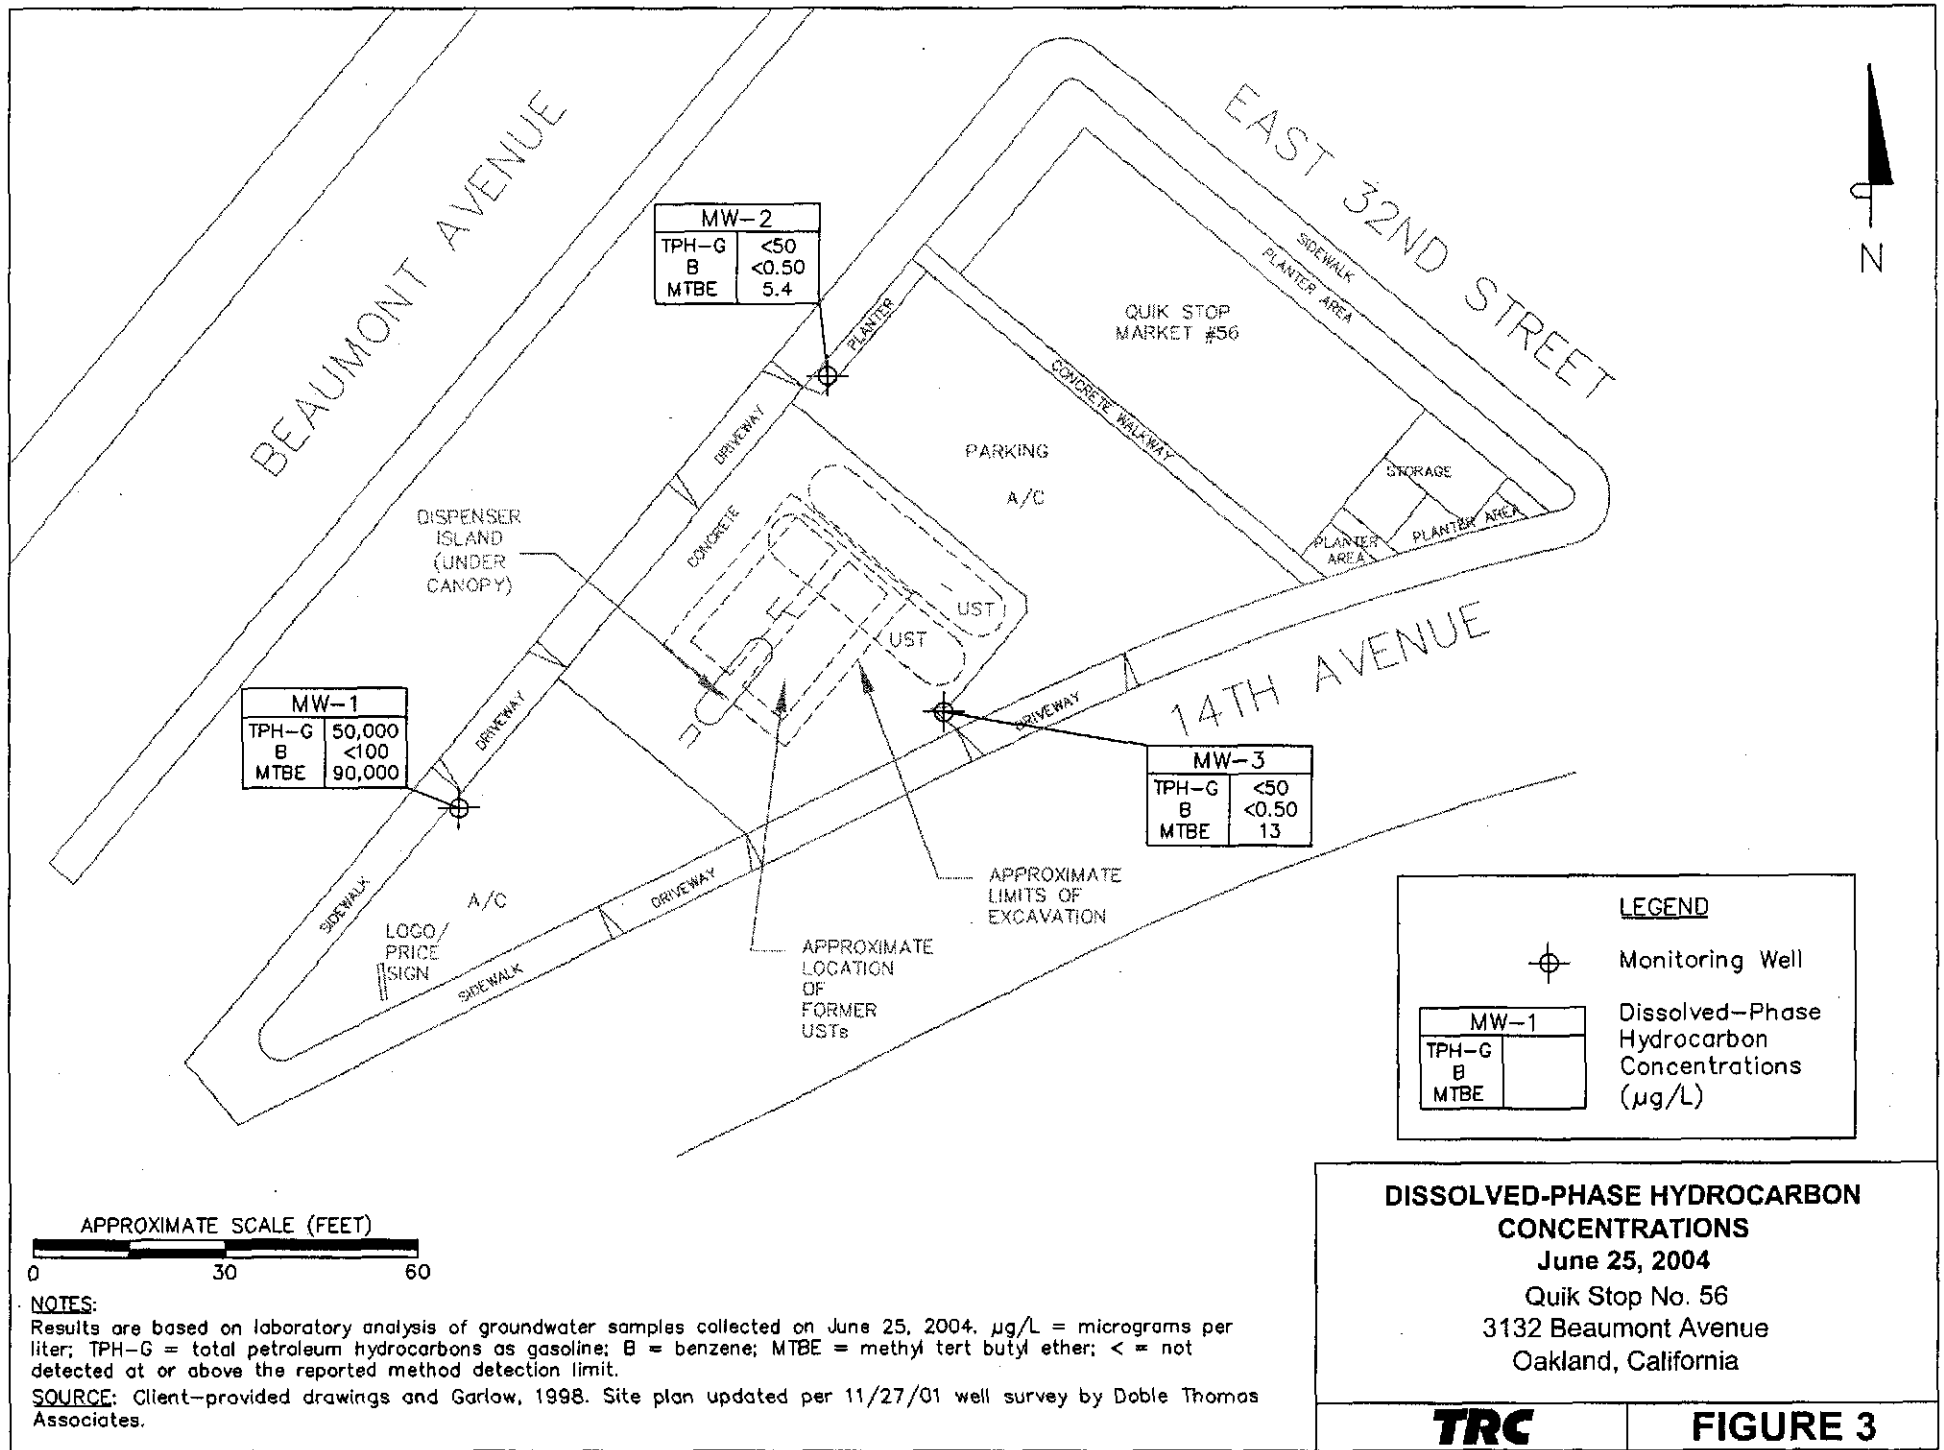 BEAUMONT AVENUE
EAST 32ND STREET
N
MW-2
TPH-G <50
B <0.50
MTBE 5.4
SIDEWALK
PLANTER AREA
PLANTER
QUIK STOP
MARKET #56
CONCRETE WALKWAY
DRIVEWAY
PARKING
A/C
STORAGE
PLANTER AREA
PLANTER
AREA
DISPENSER
ISLAND
(UNDER
CANOPY)
CONCRETE
UST
UST
14TH AVENUE
MW-1
TPH-G 50,000
B <100
MTBE 90,000
DRIVEWAY
DRIVEWAY
MW-3
TPH-G <50
B <0.50
MTBE 13
SIDEWALK
A/C
DRIVEWAY
LOGO/
PRICE
SIGN
SIDEWALK
APPROXIMATE
LIMITS OF
EXCAVATION
APPROXIMATE
LOCATION
OF
FORMER
USTs
LEGEND
Monitoring Well
MW-1
TPH-G
B
MTBE
Dissolved-Phase
Hydrocarbon
Concentrations
(µg/L)
APPROXIMATE SCALE (FEET)
0 30 60
NOTES:
Results are based on laboratory analysis of groundwater samples collected on June 25, 2004. µg/L = micrograms per
liter; TPH-G = total petroleum hydrocarbons as gasoline; B = benzene; MTBE = methyl tert butyl ether; < = not
detected at or above the reported method detection limit.
SOURCE: Client-provided drawings and Garlow, 1998. Site plan updated per 11/27/01 well survey by Doble Thomas
Associates.
DISSOLVED-PHASE HYDROCARBON
CONCENTRATIONS
June 25, 2004
Quik Stop No. 56
3132 Beaumont Avenue
Oakland, California
TRC
FIGURE 3